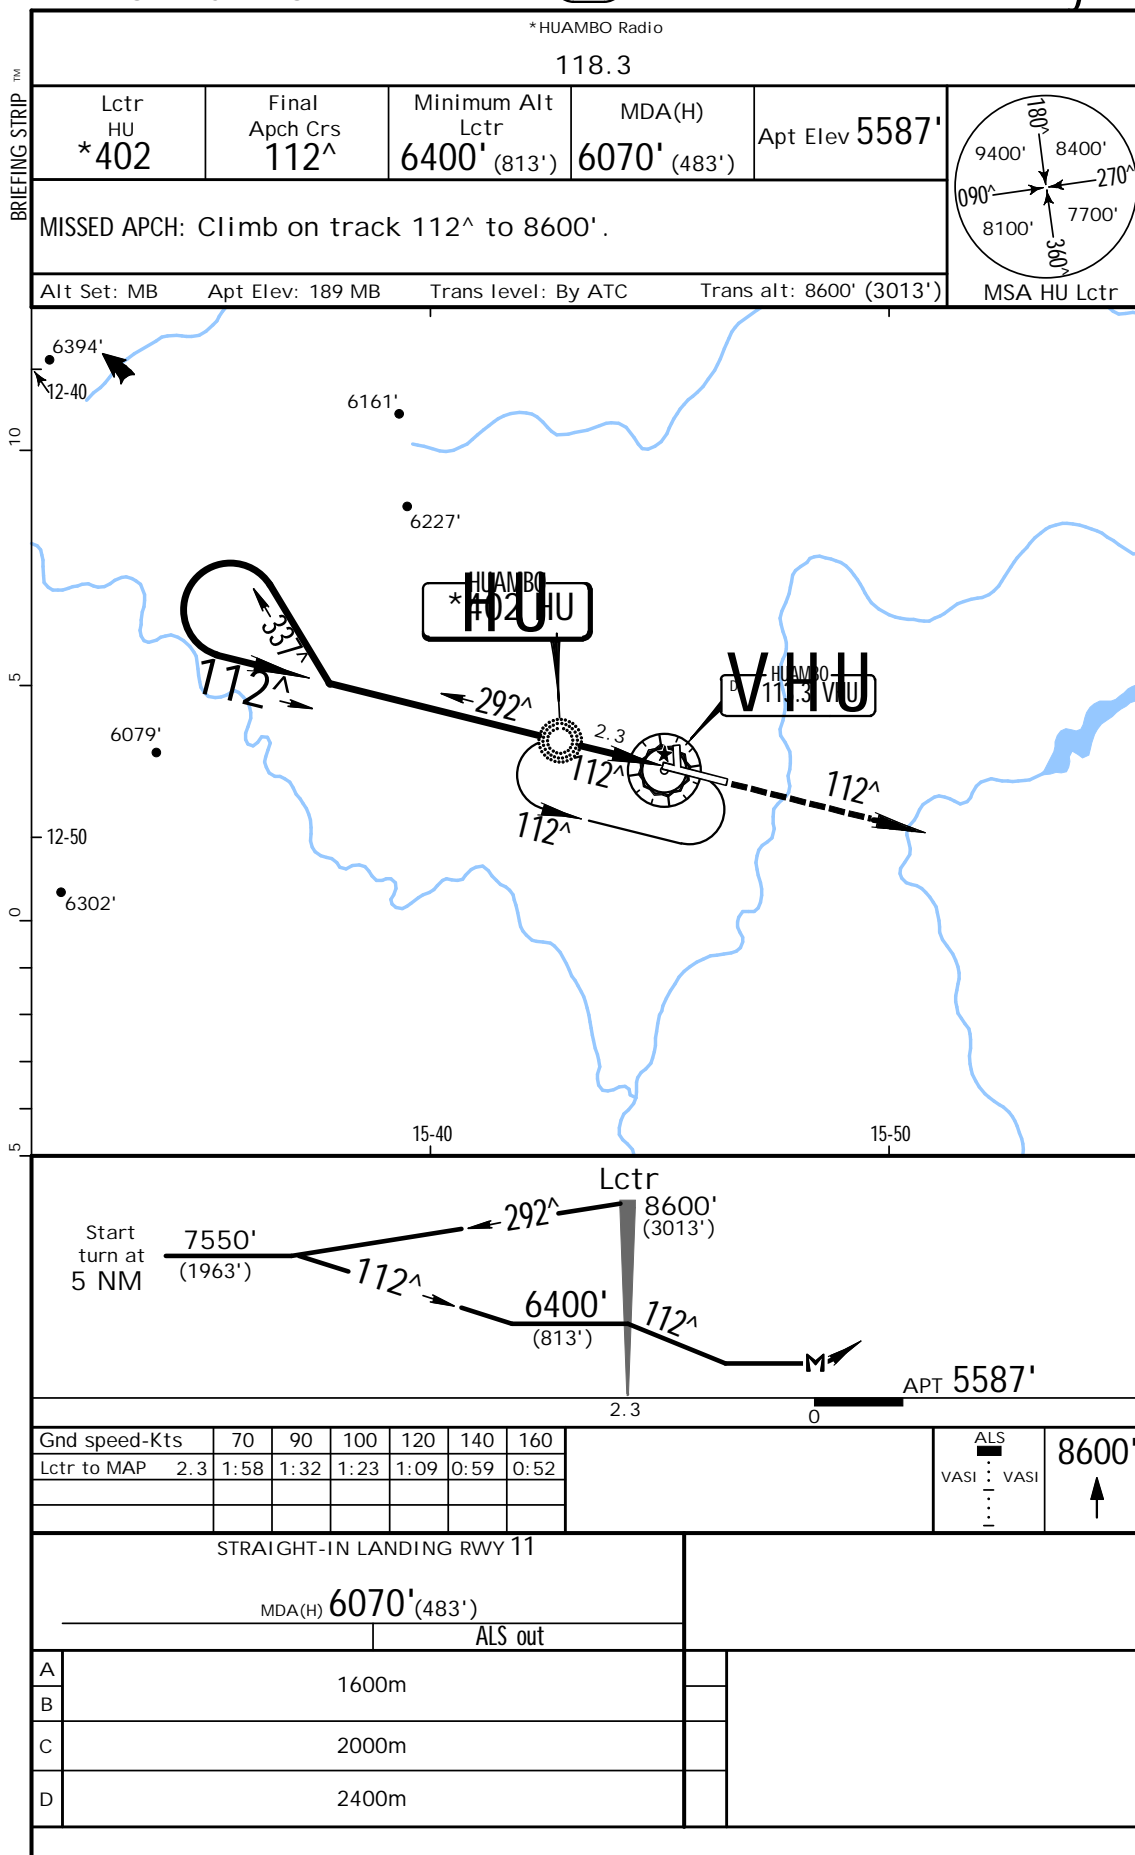 *HUAMBO Radio
118.3
BRIEFING STRIP TM
Lctr
HU
*402
Final
Apch Crs
112^
Minimum Alt
Lctr
6400' (813')
MDA(H)
6070' (483')
Apt Elev 5587'
MISSED APCH: Climb on track 112^ to 8600'.
Alt Set: MB Apt Elev: 189 MB Trans level: By ATC Trans alt: 8600' (3013')
180^
9400' 8400'
270^
090^
8100' 7700'
360^
MSA HU Lctr
6394'
12-40
6161'
10
6227'
HUAMBO
HU
*402 HU
337^
112^
5
292^
2.3
HUAMBO
VHU
D
VHU
6079'
112^
112^
112^
12-50
6302'
0
5
15-40
15-50
Lctr
8600'
(3013')
292^
Start
turn at
5 NM
7550'
(1963')
112^
6400'
(813')
112^
M
APT 5587'
2.3
0
Gnd speed-Kts 70 90 100 120 140 160
Lctr to MAP 2.3 1:58 1:32 1:23 1:09 0:59 0:52
ALS
VASI VASI
8600'
STRAIGHT-IN LANDING RWY 11
MDA(H) 6070' (483')
ALS out
A
B
1600m
C
2000m
D
2400m